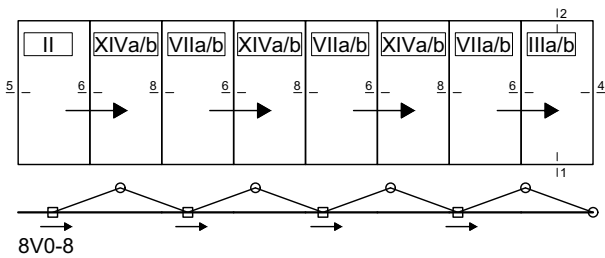 2
II XIVa/b VIIa/b XIVa/b VIIa/b XIVa/b VIIa/b IIIa/b
5 6 8 6 8 6 8 6 4
1
8V0-8